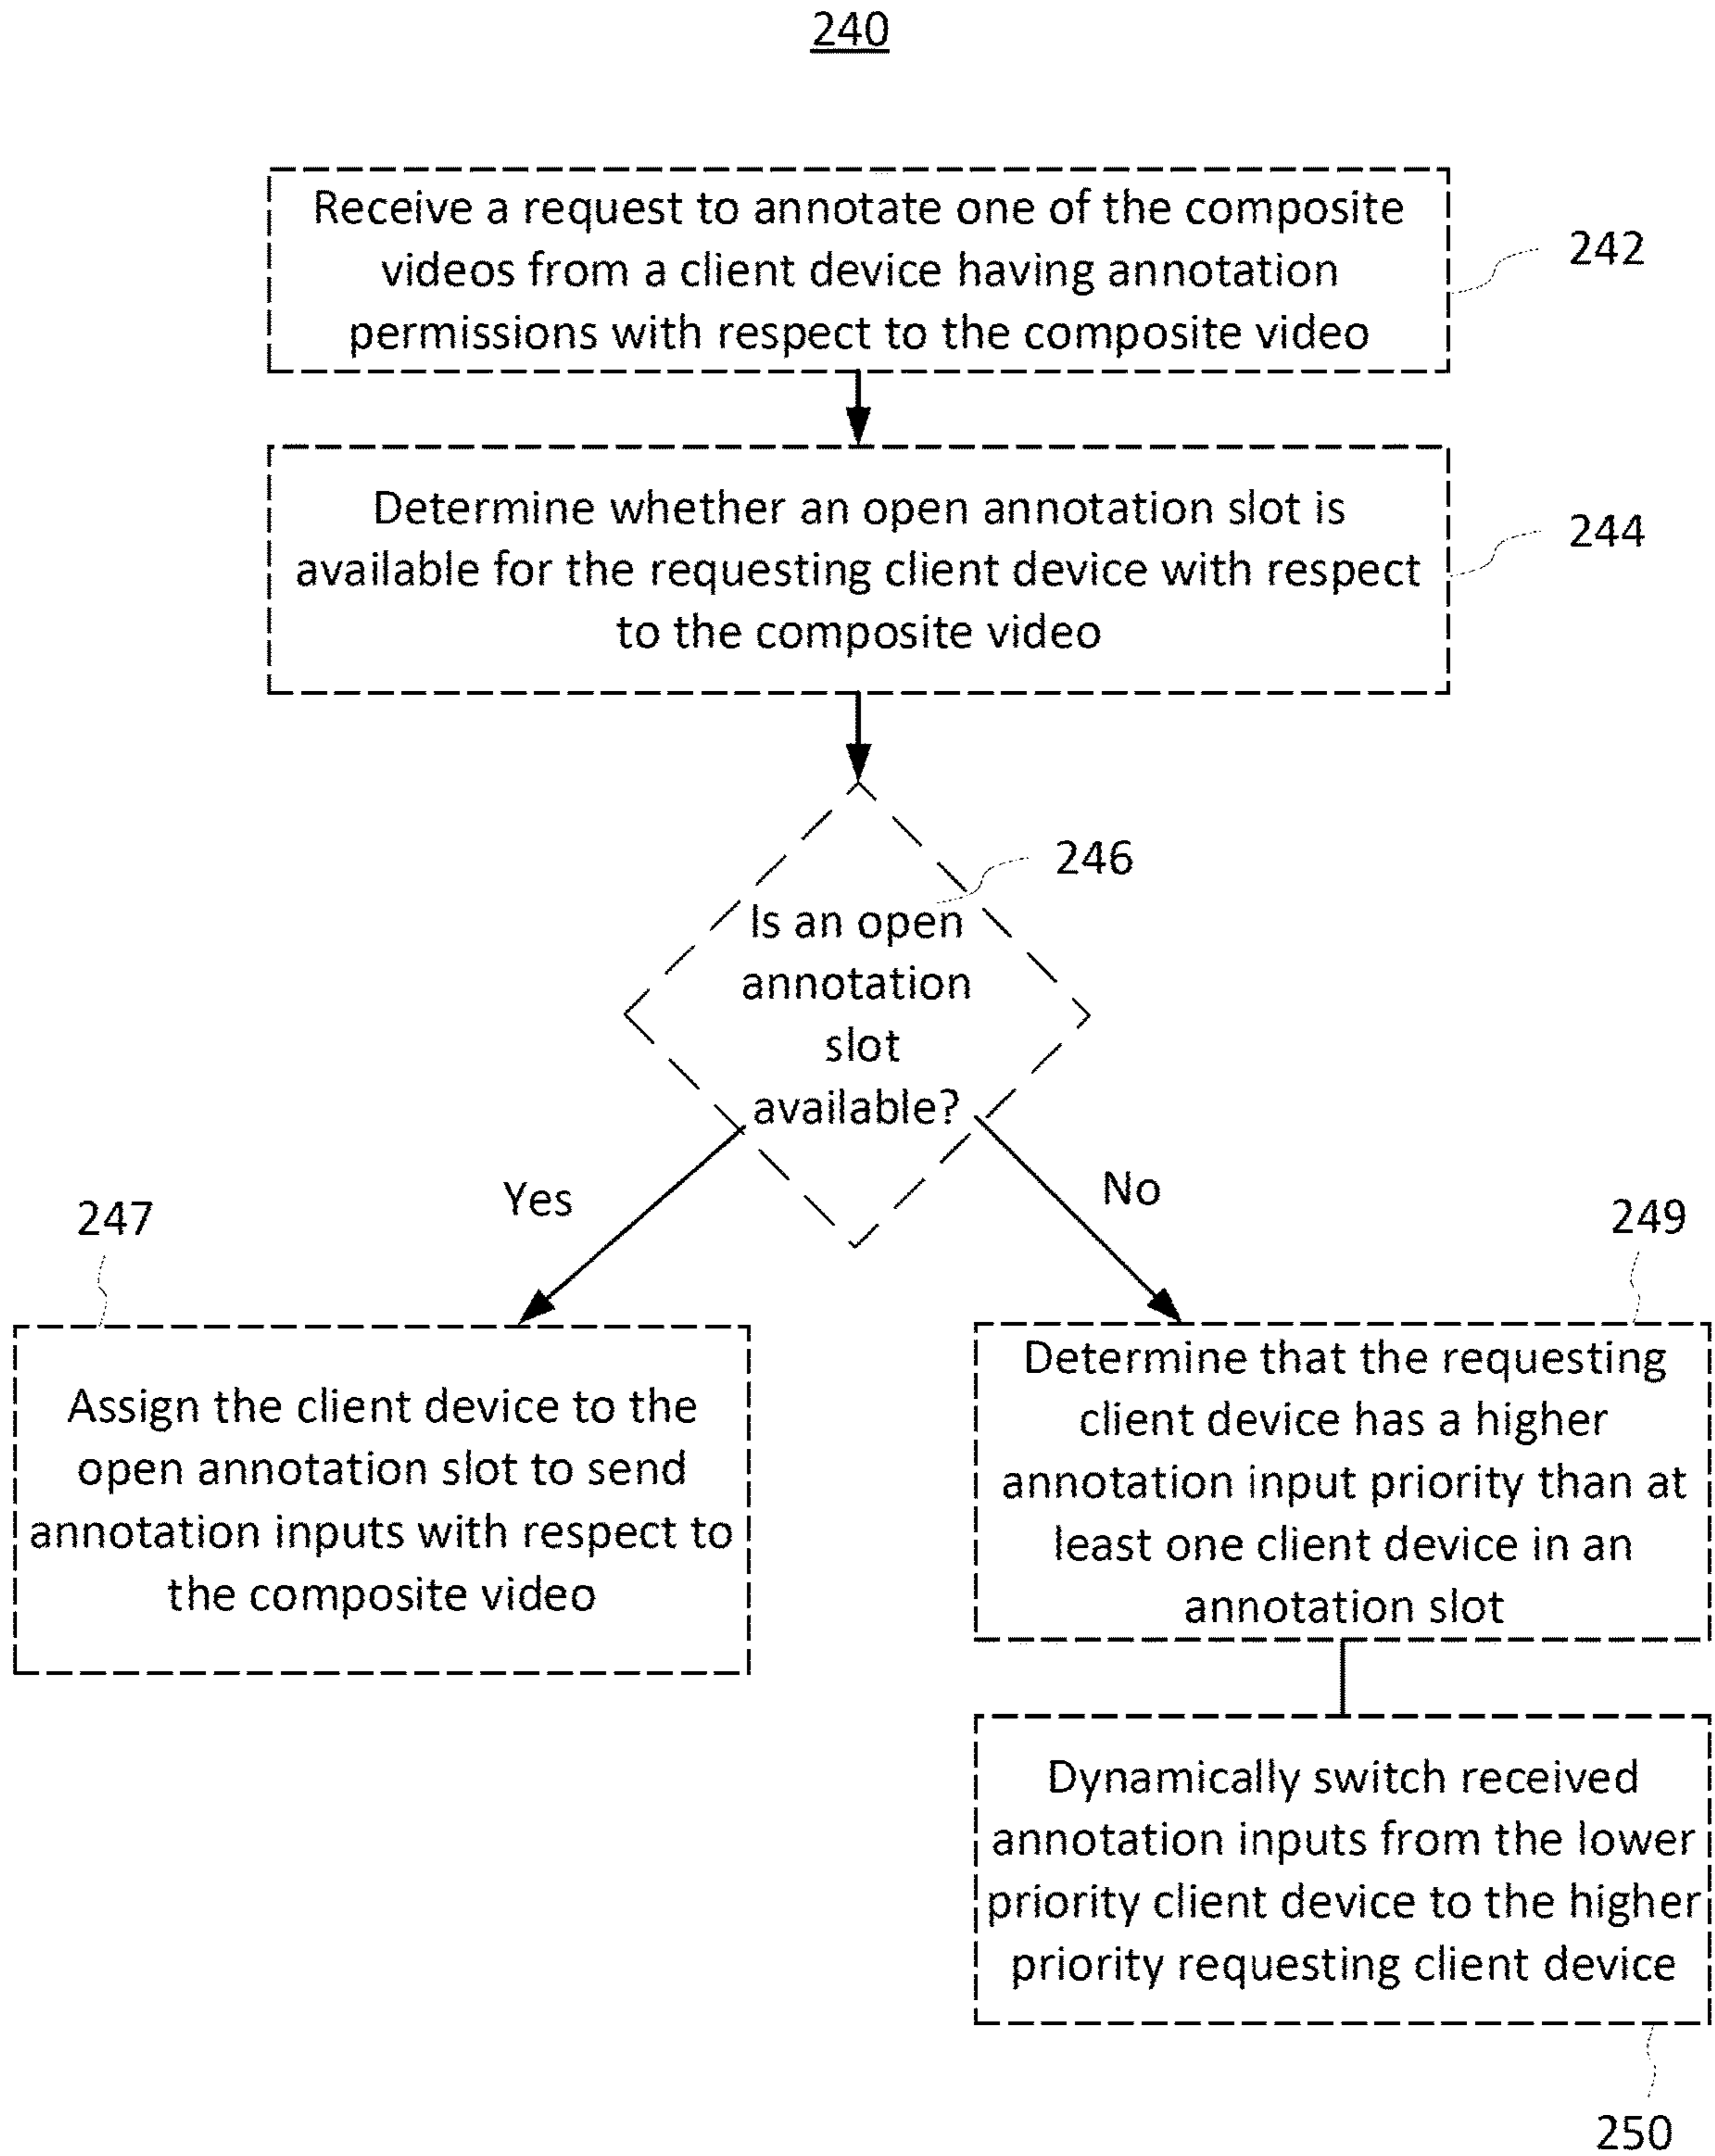 240
Receive a request to annotate one of the composite
videos from a client device having annotation
permissions with respect to the composite video
242
Determine whether an open annotation slot is
available for the requesting client device with respect
to the composite video
244
246
Is an open
annotation
slot
available?
Yes
No
247
Assign the client device to the
open annotation slot to send
annotation inputs with respect to
the composite video
249
Determine that the requesting
client device has a higher
annotation input priority than at
least one client device in an
annotation slot
Dynamically switch received
annotation inputs from the lower
priority client device to the higher
priority requesting client device
250